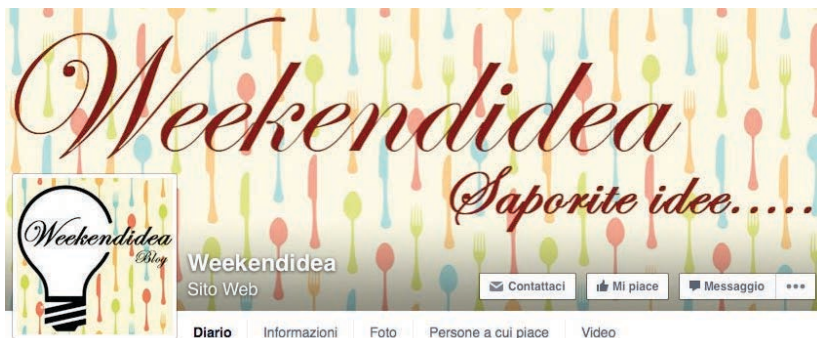 Weekendidea
Saporite idee.....
Weekendidea
Blog
Weekendidea
Sito Web
Contattaci Mi piace Messaggio •••
Diario Informazioni Foto Persone a cui piace Video